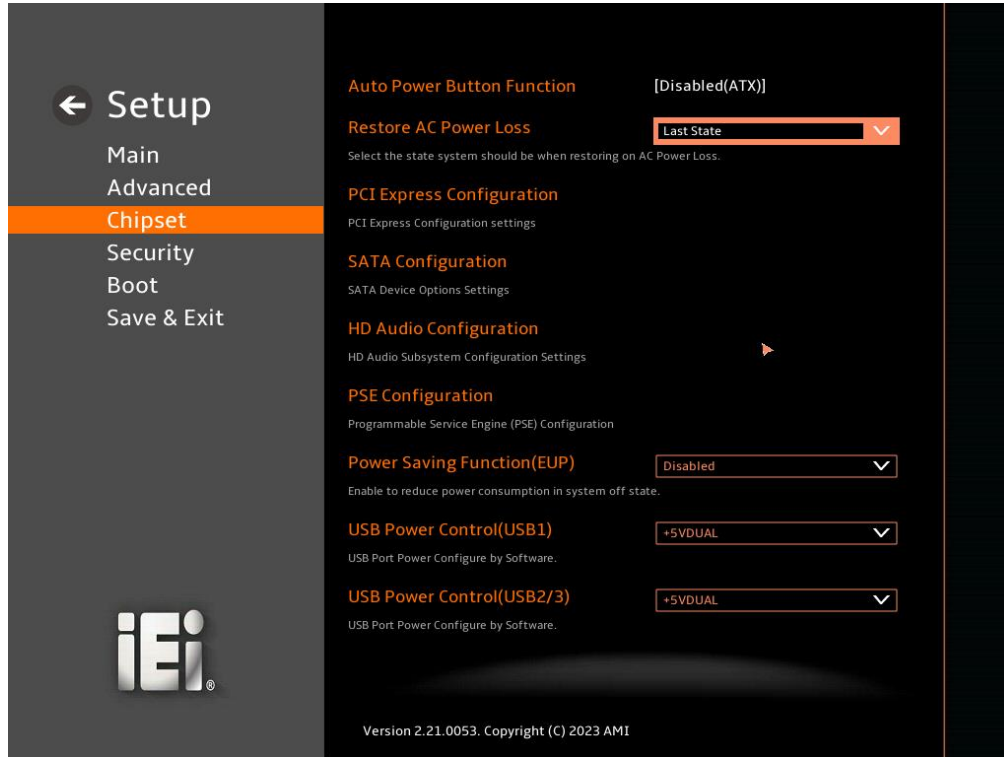 Setup
Main
Advanced
Chipset
Security
Boot
Save & Exit
iEi®
Auto Power Button Function [Disabled(ATX)]
Restore AC Power Loss Last State
Select the state system should be when restoring on AC Power Loss.
PCI Express Configuration
PCI Express Configuration settings
SATA Configuration
SATA Device Options Settings
HD Audio Configuration
HD Audio Subsystem Configuration Settings
PSE Configuration
Programmable Service Engine (PSE) Configuration
Power Saving Function(EUP) Disabled
Enable to reduce power consumption in system off state.
USB Power Control(USB1) +5VDUAL
USB Port Power Configure by Software.
USB Power Control(USB2/3) +5VDUAL
USB Port Power Configure by Software.
Version 2.21.0053. Copyright (C) 2023 AMI